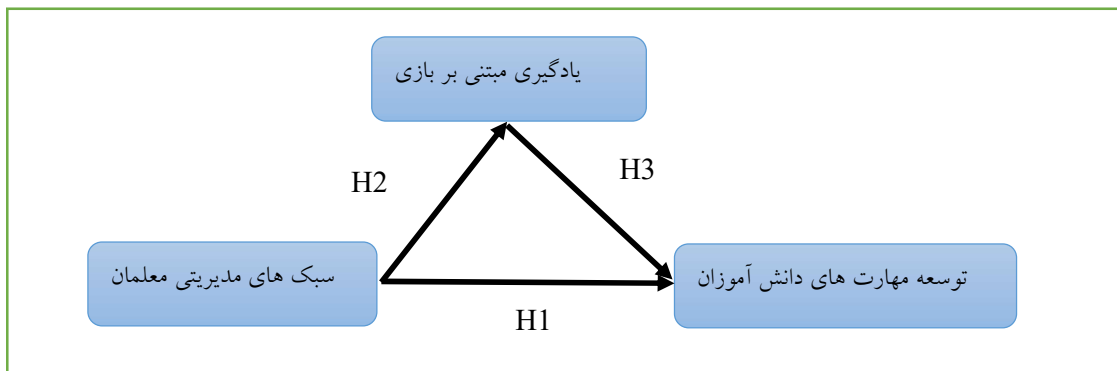 یادگیری مبتنی بر بازی
H2
H3
سبک های مدیریتی معلمان
توسعه مهارت های دانش آموزان
H1